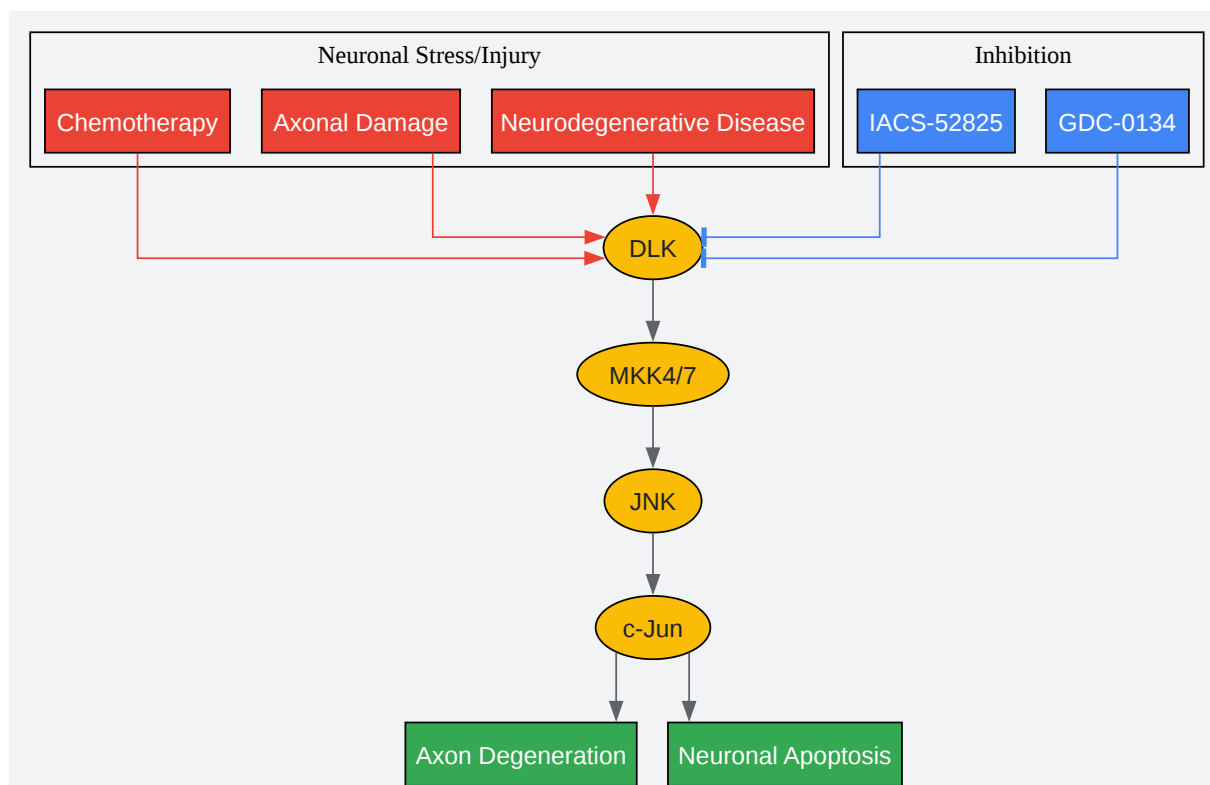 Neuronal Stress/Injury
Inhibition
Chemotherapy
Axonal Damage
Neurodegenerative Disease
IACS-52825
GDC-0134
DLK
MKK4/7
JNK
c-Jun
Axon Degeneration
Neuronal Apoptosis